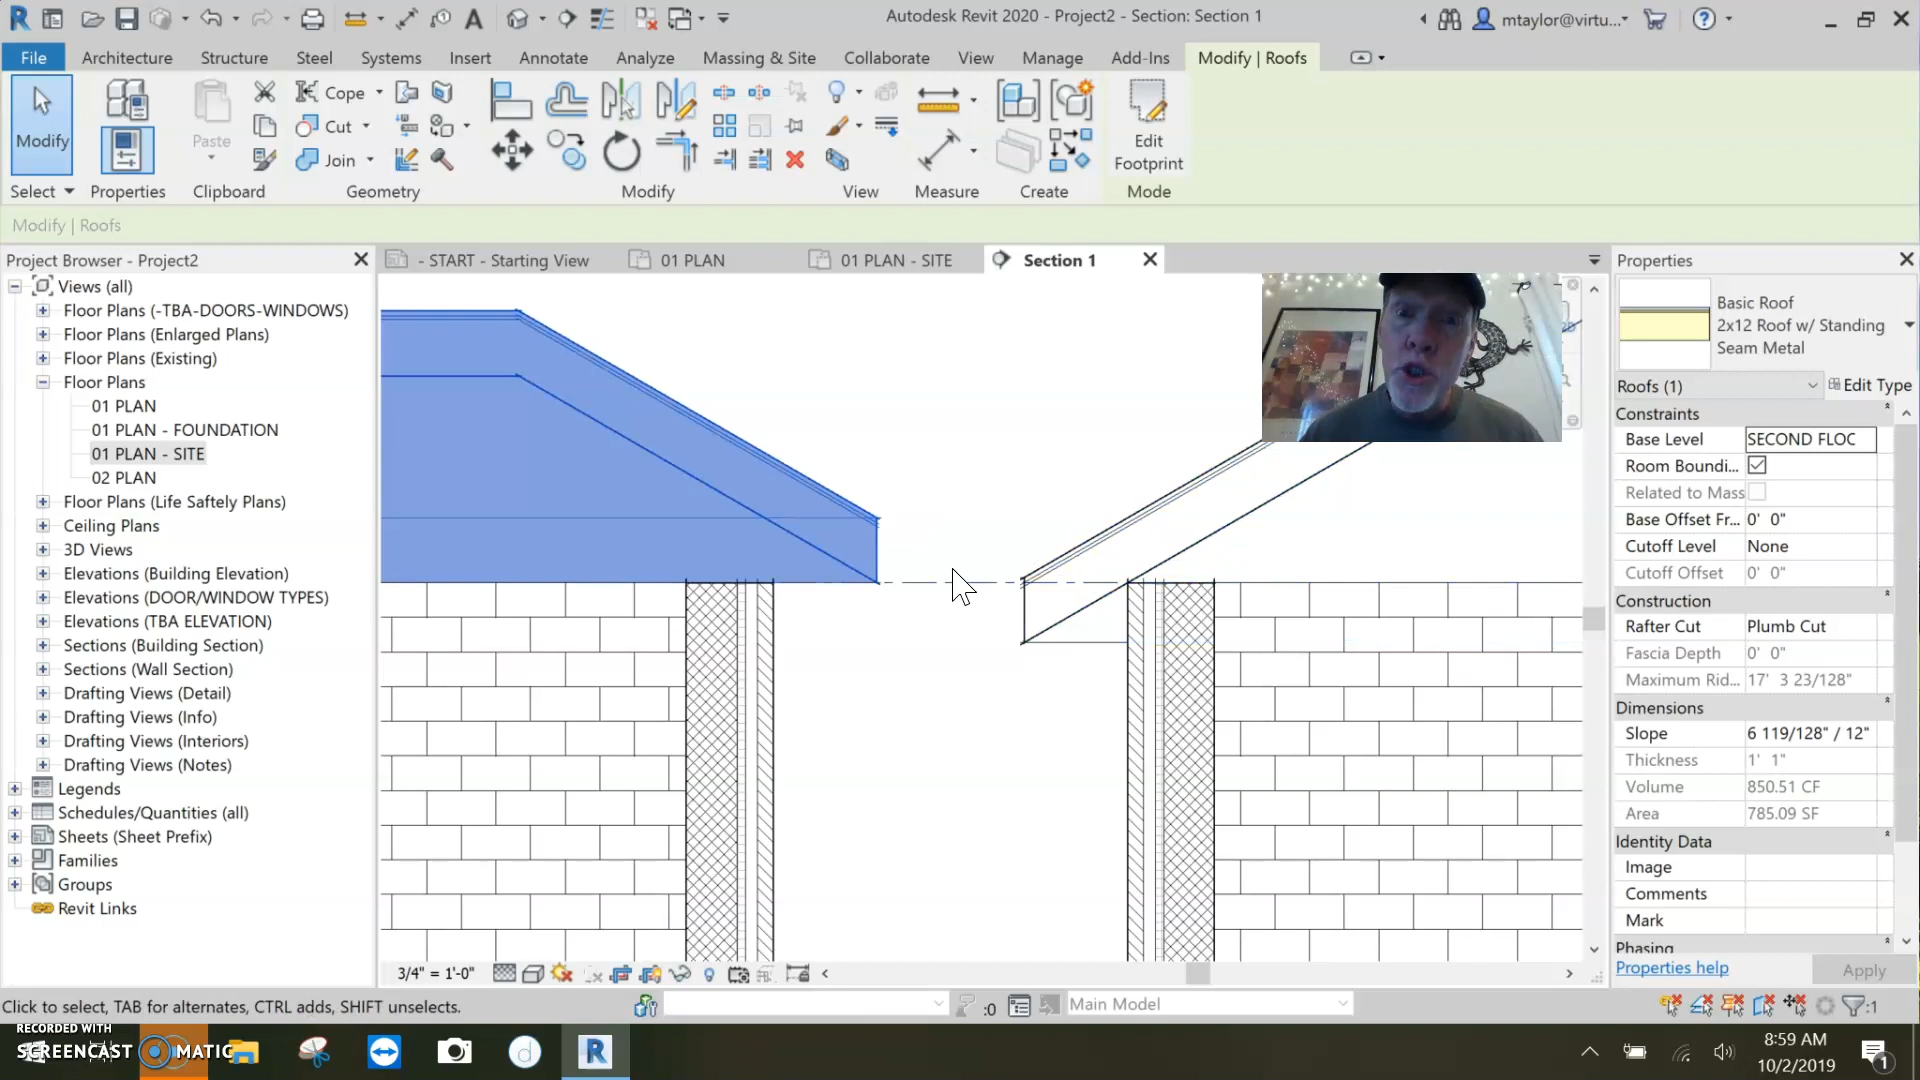 Autodesk Revit 2020 - Project2 - Section: Section 1
mtaylor@virtu...
File Architecture Structure Steel Systems Insert Annotate Analyze Massing & Site Collaborate View Manage Add-Ins Modify | Roofs
Modify
Paste
Cope
Cut
Join
Edit
Footprint
Select Properties Clipboard Geometry Modify View Measure Create Mode
Modify | Roofs
Project Browser - Project2
Views (all)
Floor Plans (-TBA-DOORS-WINDOWS)
Floor Plans (Enlarged Plans)
Floor Plans (Existing)
Floor Plans
01 PLAN
01 PLAN - FOUNDATION
01 PLAN - SITE
02 PLAN
Floor Plans (Life Saftely Plans)
Ceiling Plans
3D Views
Elevations (Building Elevation)
Elevations (DOOR/WINDOW TYPES)
Elevations (TBA ELEVATION)
Sections (Building Section)
Sections (Wall Section)
Drafting Views (Detail)
Drafting Views (Info)
Drafting Views (Interiors)
Drafting Views (Notes)
Legends
Schedules/Quantities (all)
Sheets (Sheet Prefix)
Families
Groups
Revit Links
- START - Starting View
01 PLAN
01 PLAN - SITE
Section 1
3/4" = 1'-0"
Properties
Basic Roof
2x12 Roof w/ Standing
Seam Metal
Roofs (1)
Edit Type
Constraints
Base Level SECOND FLOC
Room Boundi...
Related to Mass
Base Offset Fr... 0' 0"
Cutoff Level None
Cutoff Offset 0' 0"
Construction
Rafter Cut Plumb Cut
Fascia Depth 0' 0"
Maximum Rid... 17' 3 23/128"
Dimensions
Slope 6 119/128" / 12"
Thickness 1' 1"
Volume 850.51 CF
Area 785.09 SF
Identity Data
Image
Comments
Mark
Phasing
Properties help
Apply
Click to select, TAB for alternates, CTRL adds, SHIFT unselects.
:0
Main Model
:1
RECORDED WITH
SCREENCAST MATIC
8:59 AM
10/2/2019
1